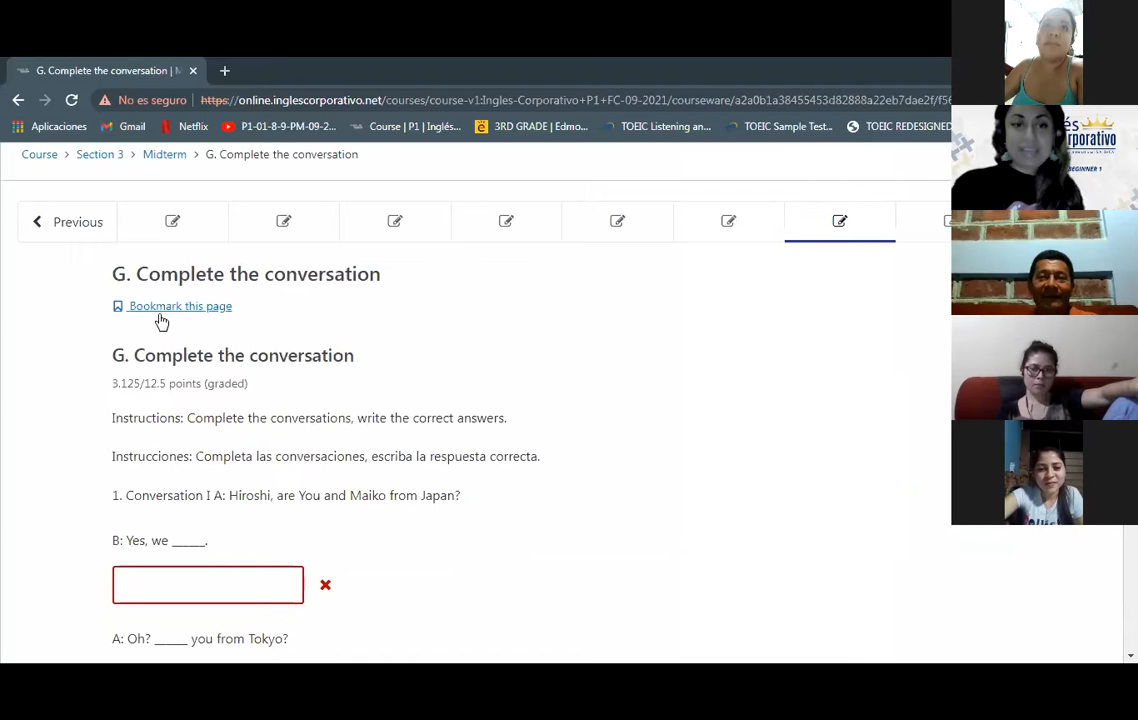 G. Complete the conversation | M
No es seguro https://online.inglescorporativo.net/courses/course-v1:Ingles-Corporativo+P1+FC-09-2021/courseware/a2a0b1a38455453d82888a22eb7dae2f/f56
Aplicaciones Gmail Netflix P1-01-8-9-PM-09-2... Course | P1 | Inglés... 3RD GRADE | Edmo... TOEIC Listening an... TOEIC Sample Test... TOEIC REDESIGNED
Course > Section 3 > Midterm > G. Complete the conversation
Previous
G. Complete the conversation
Bookmark this page
G. Complete the conversation
3.125/12.5 points (graded)
Instructions: Complete the conversations, write the correct answers.
Instrucciones: Completa las conversaciones, escriba la respuesta correcta.
1. Conversation I A: Hiroshi, are You and Maiko from Japan?
B: Yes, we ______.
A: Oh? ______ you from Tokyo?
és
rporativo
BEGINNER 1